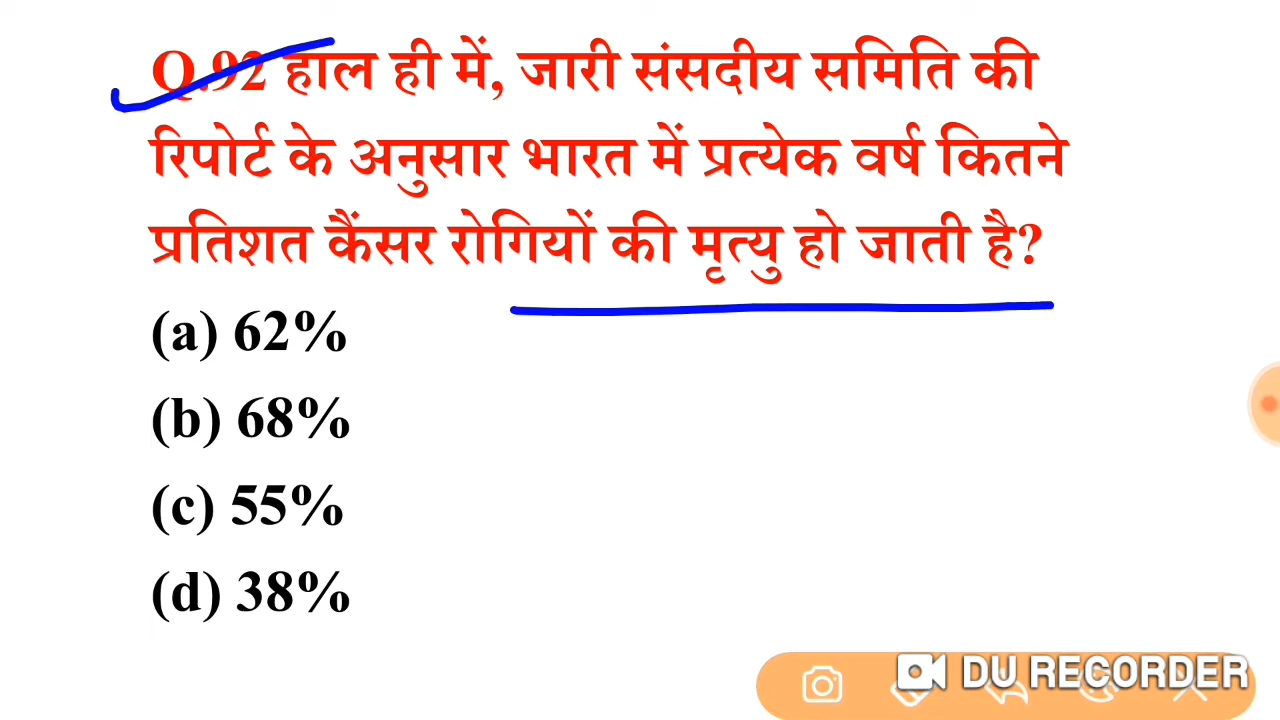 Q.92 हाल ही में, जारी संसदीय समिति की
रिपोर्ट के अनुसार भारत में प्रत्येक वर्ष कितने
प्रतिशत कैंसर रोगियों की मृत्यु हो जाती है?
(a) 62%
(b) 68%
(c) 55%
(d) 38%
DU RECORDER